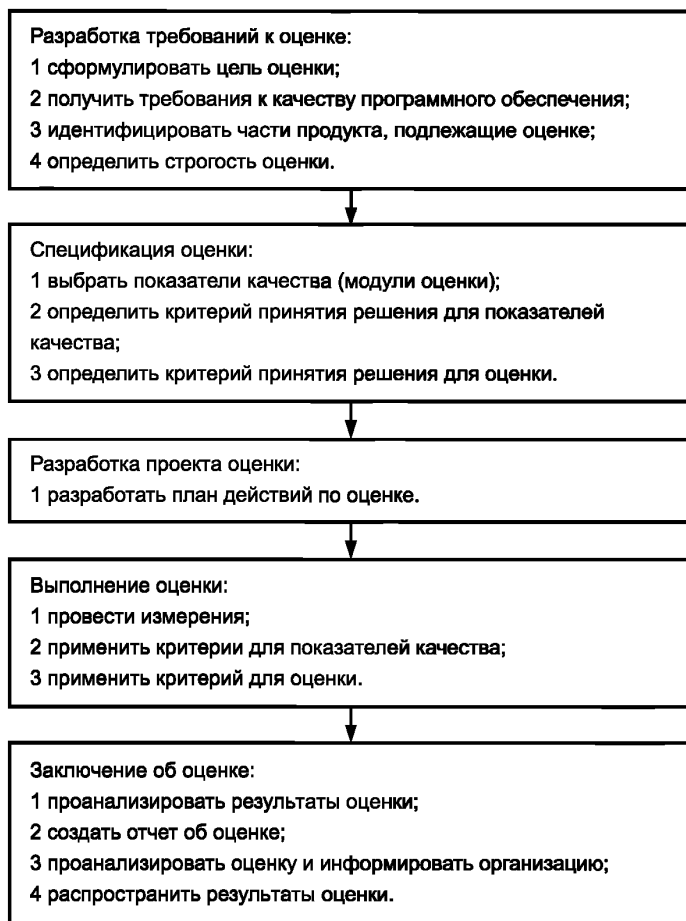 Разработка требований к оценке:
1 сформулировать цель оценки;
2 получить требования к качеству программного обеспечения;
3 идентифицировать части продукта, подлежащие оценке;
4 определить строгость оценки.
Спецификация оценки:
1 выбрать показатели качества (модули оценки);
2 определить критерий принятия решения для показателей
качества;
3 определить критерий принятия решения для оценки.
Разработка проекта оценки:
1 разработать план действий по оценке.
Выполнение оценки:
1 провести измерения;
2 применить критерии для показателей качества;
3 применить критерий для оценки.
Заключение об оценке:
1 проанализировать результаты оценки;
2 создать отчет об оценке;
3 проанализировать оценку и информировать организацию;
4 распространить результаты оценки.